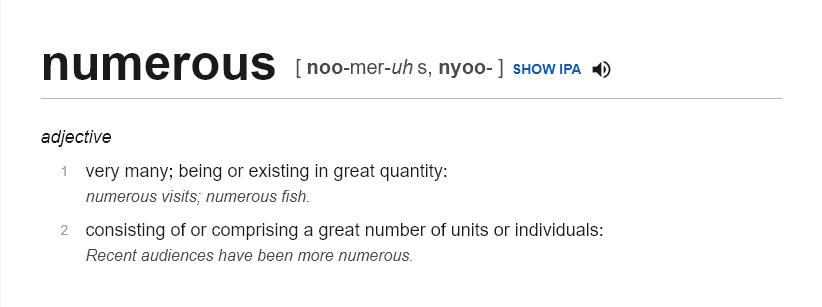 numerous [ noo-mer-uh s, nyoo- ] SHOW IPA
adjective
1 very many; being or existing in great quantity:
numerous visits; numerous fish.
2 consisting of or comprising a great number of units or individuals:
Recent audiences have been more numerous.